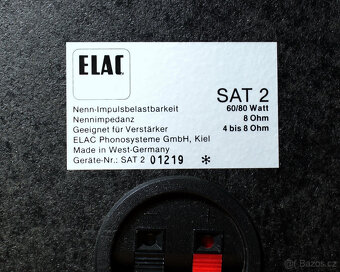 ELAC
SAT 2
Nenn-Impulsbelastbarkeit 60/80 Watt
Nennimpedanz 8 Ohm
Geeignet für Verstärker 4 bis 8 Ohm
ELAC Phonosysteme GmbH, Kiel
Made in West-Germany
Geräte-Nr.: SAT 2 01219 *
Bazos.cz